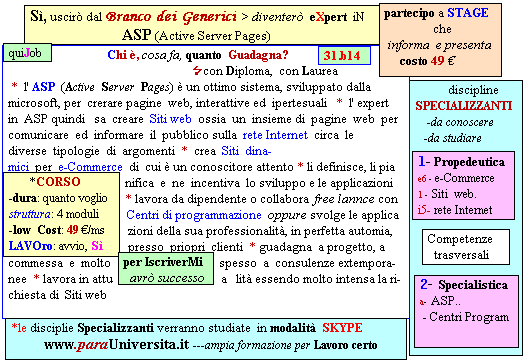 Sì, uscirò dal Branco dei Generici > diventerò eXpert iN
ASP (Active Server Pages)
partecipo a STAGE
che
informa e presenta
costo 49 €
quiJob
Chi è, cosa fa, quanto Guadagna?
31.b14
con Diploma, con Laurea
* l' ASP (Active Server Pages) è un ottimo sistema, sviluppato dalla
microsoft, per crerare pagine web, interattive ed ipertesuali * l' expert
in ASP quindi sa creare Siti web ossia un insieme di pagine web per
comunicare ed informare il pubblico sulla rete Internet circa le
diverse tipologie di argomenti * crea Siti dina-
mici per e-Commerce di cui è un conoscitore attento * li definisce, li pia
nifica e ne incentiva lo sviluppo e le applicazioni
* lavora da dipendente o collabora free lannce con
Centri di programmazione oppure svolge le applica
zioni della sua professionalità, in perfetta automia,
presso propri clienti * guadagna a progetto, a
commessa e molto spesso a consulenze extempora-
nee * lavora in attu a lità essendo molto intensa la ri-
chiesta di Siti web
*CORSO
-dura: quanto voglio
struttura: 4 moduli
-low Cost: 49 €/ms
LAVOro: avvio, Sì
per IscriverMi
avrò successo
discipline
SPECIALIZZANTI
-da conoscere
-da studiare
1- Propedeutica
e6 - e-Commerce
1 - Siti web.
i5- rete Internet
Competenze
trasversali
2- Specialistica
a- ASP..
- Centri Program
*le disciplie Specializzanti verranno studiate in modalità SKYPE
www.paraUniversita.it ---ampia formazione per Lavoro certo